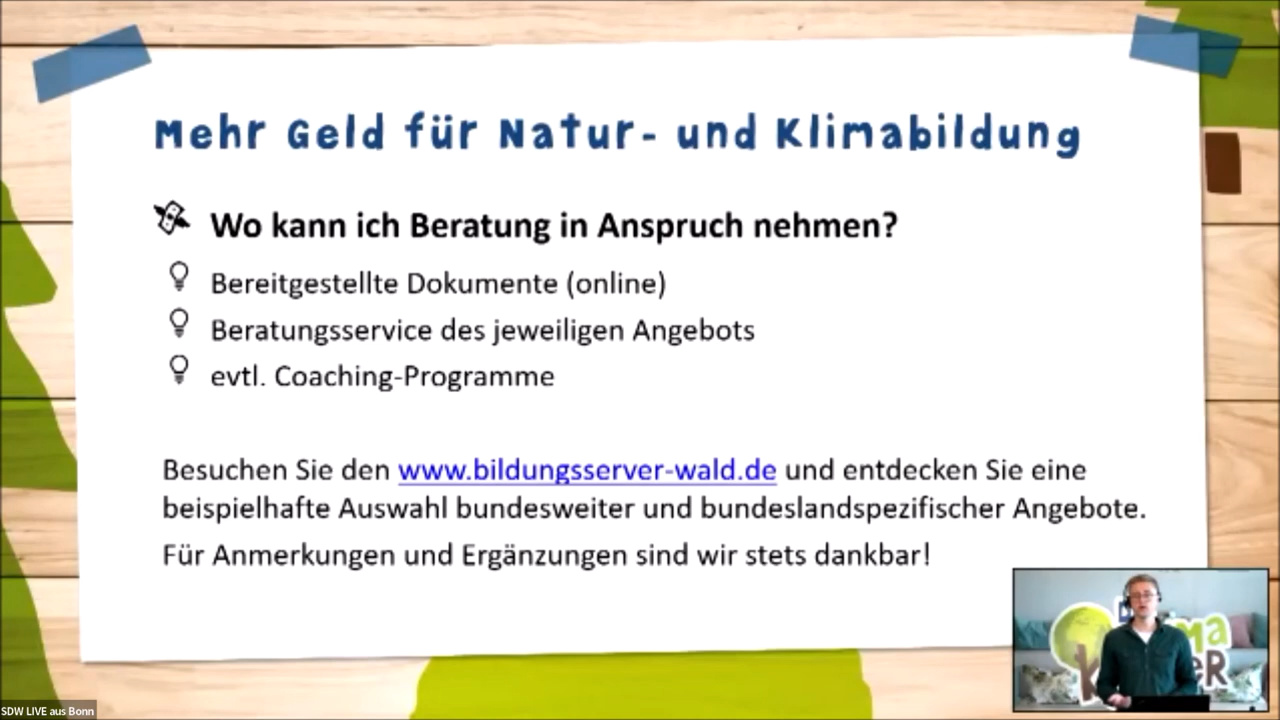 Mehr Geld für Natur- und Klimabildung
Wo kann ich Beratung in Anspruch nehmen?
Bereitgestellte Dokumente (online)
Beratungsservice des jeweiligen Angebots
evtl. Coaching-Programme
Besuchen Sie den www.bildungsserver-wald.de und entdecken Sie eine
beispielhafte Auswahl bundesweiter und bundeslandspezifischer Angebote.
Für Anmerkungen und Ergänzungen sind wir stets dankbar!
SDW LIVE aus Bonn